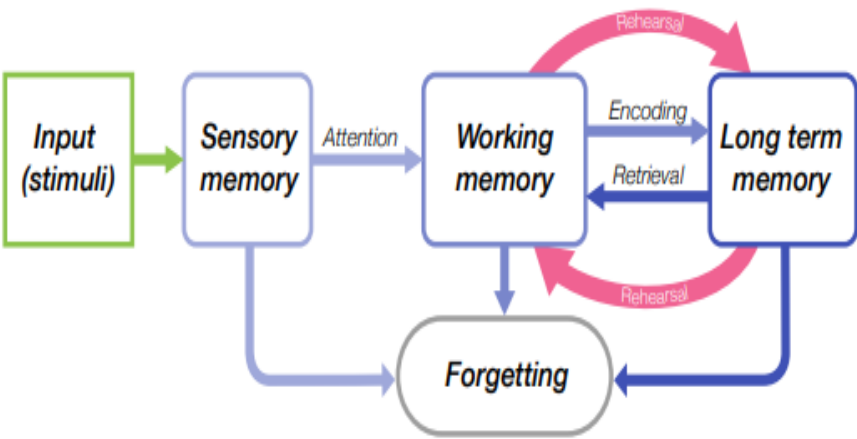 Rehearsal
Input
(stimuli)
Sensory
memory
Attention
Working
memory
Encoding
Retrieval
Long term
memory
Rehearsal
Forgetting